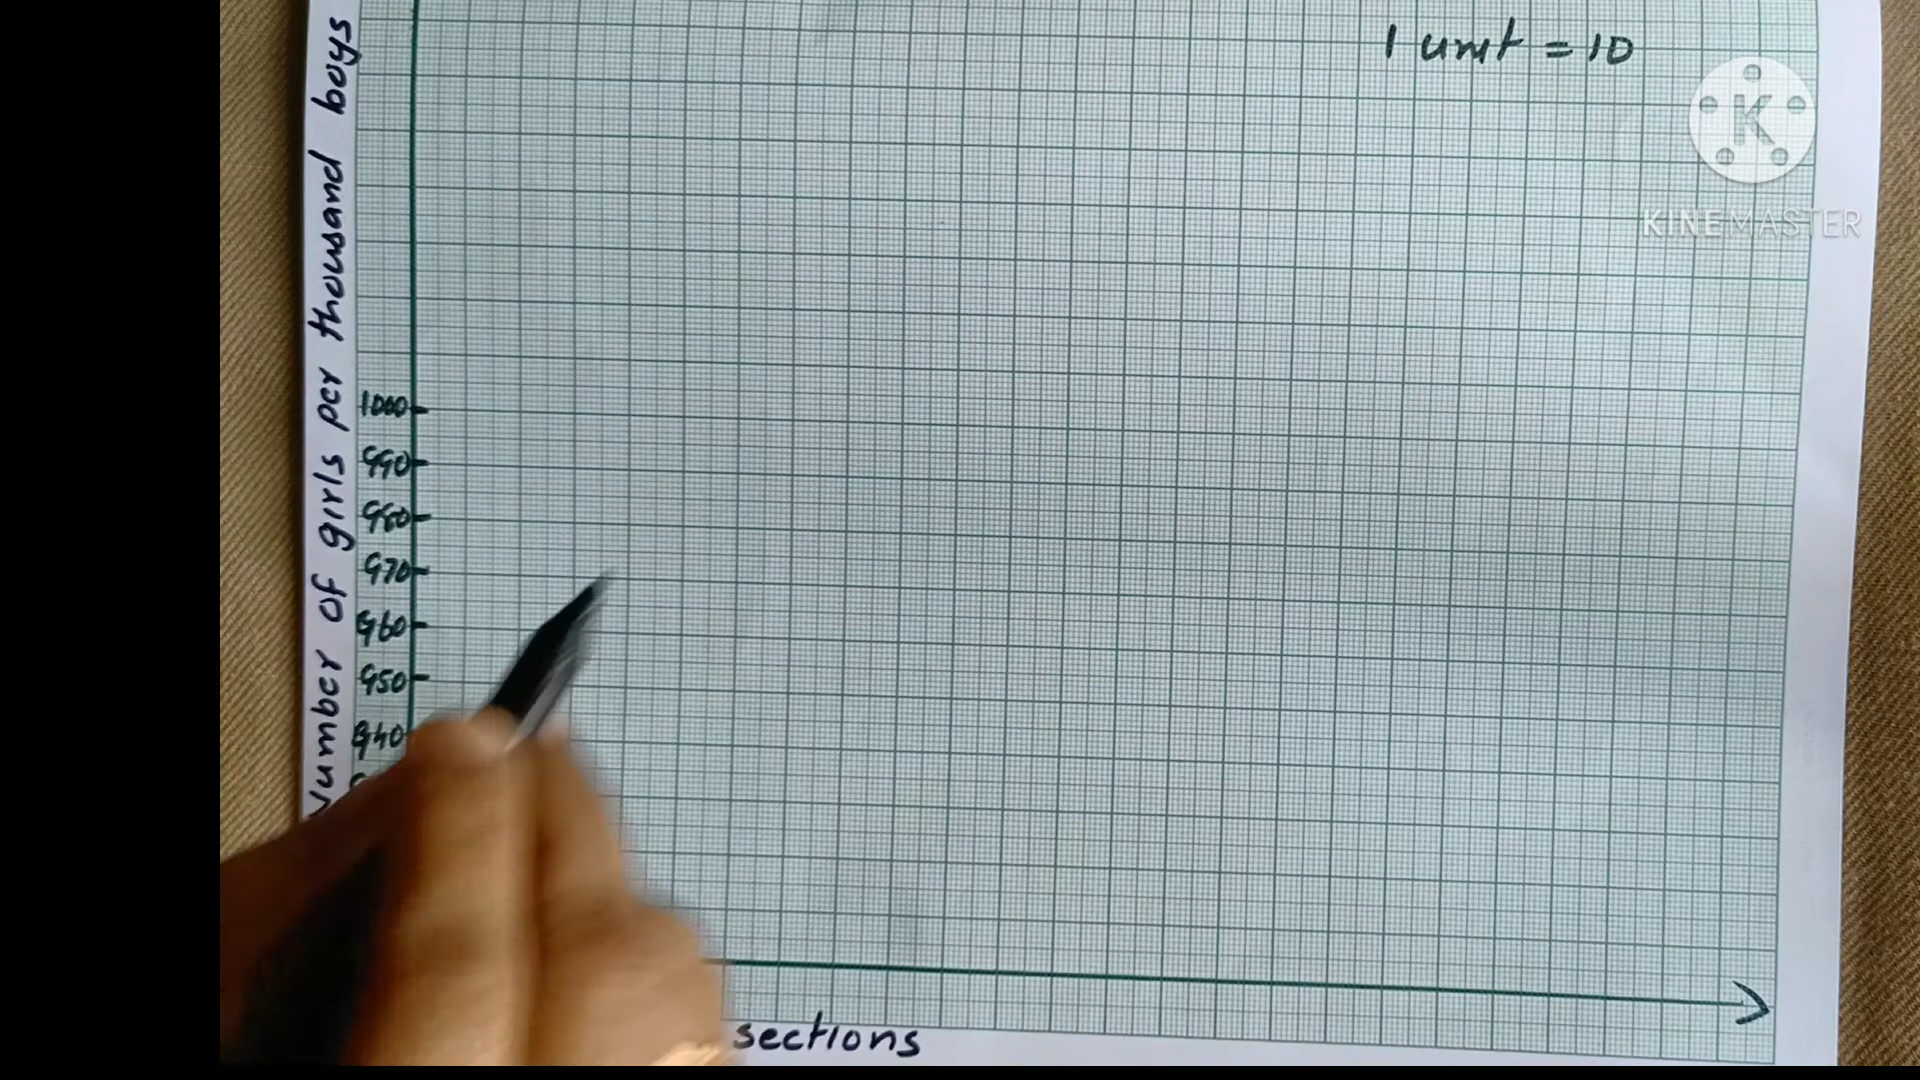 1 unit = 10
KINEMASTER
Number of girls per thousand boys
1000
990
980
970
960
950
940
sections